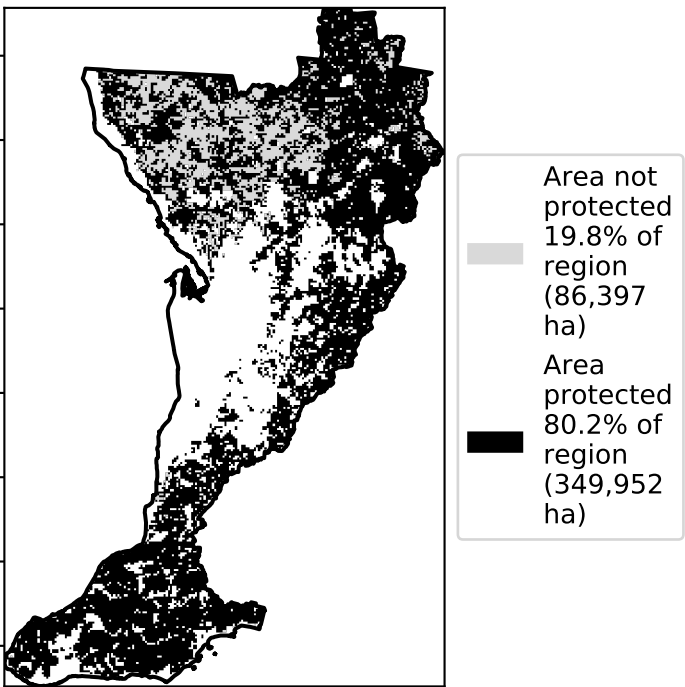 Area not
protected
19.8% of
region
(86,397
ha)
Area
protected
80.2% of
region
(349,952
ha)